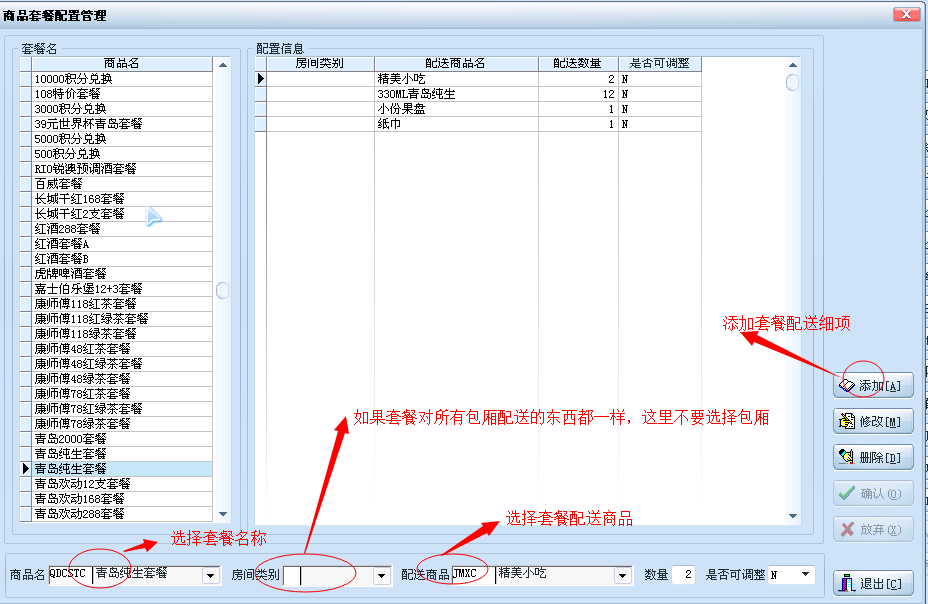 商品套餐配置管理
套餐名
商品名
10000积分兑换
108特价套餐
3000积分兑换
39元世界杯青岛套餐
5000积分兑换
500积分兑换
RIO锐澳预调酒套餐
百威套餐
长城干红168套餐
长城干红2支套餐
红酒288套餐
红酒套餐A
红酒套餐B
虎牌啤酒套餐
嘉士伯乐堡12+3套餐
康师傅118红茶套餐
康师傅118红绿茶套餐
康师傅118绿茶套餐
康师傅48红茶套餐
康师傅48红绿茶套餐
康师傅48绿茶套餐
康师傅78红茶套餐
康师傅78红绿茶套餐
康师傅78绿茶套餐
青岛2000套餐
青岛纯生套餐
青岛纯生套餐
青岛欢动12支套餐
青岛欢动168套餐
青岛欢动288套餐
配置信息
房间类别 配送商品名 配送数量 是否可调整
精美小吃 2 N
330ML青岛纯生 12 N
小份果盘 1 N
纸巾 1 N
添加套餐配送细项
添加[A]
修改[M]
删除[D]
确认(O)
放弃(X)
退出[C]
如果套餐对所有包厢配送的东西都一样，这里不要选择包厢
选择套餐配送商品
选择套餐名称
商品名 QDCSTC 青岛纯生套餐 房间类别 配送商品 JMXC 精美小吃 数量 2 是否可调整 N